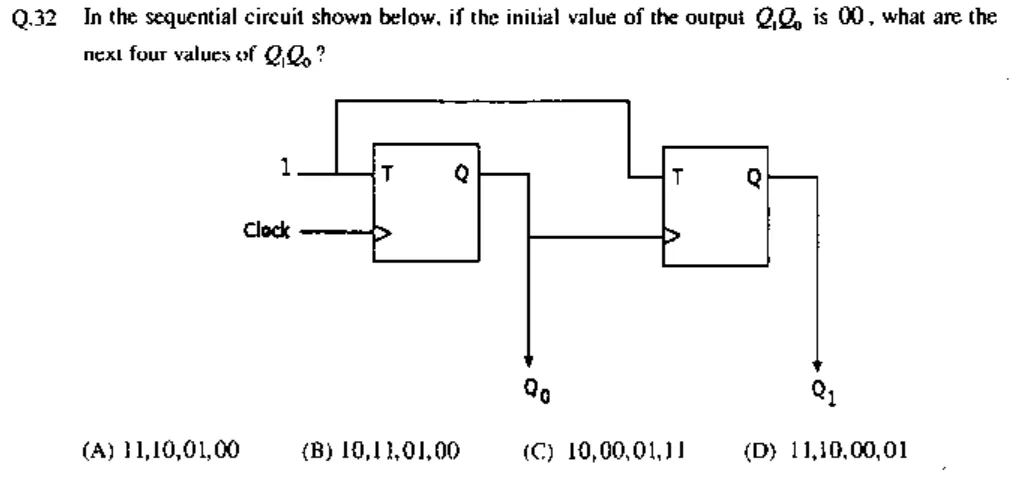 Q.32 In the sequential circuit shown below, if the initial value of the output Q₁Q₀ is 00, what are the
next four values of Q₁Q₀?
1
T Q
T Q
Clock
Q₀
Q₁
(A) 11,10,01,00 (B) 10,11,01,00 (C) 10,00,01,11 (D) 11,10,00,01